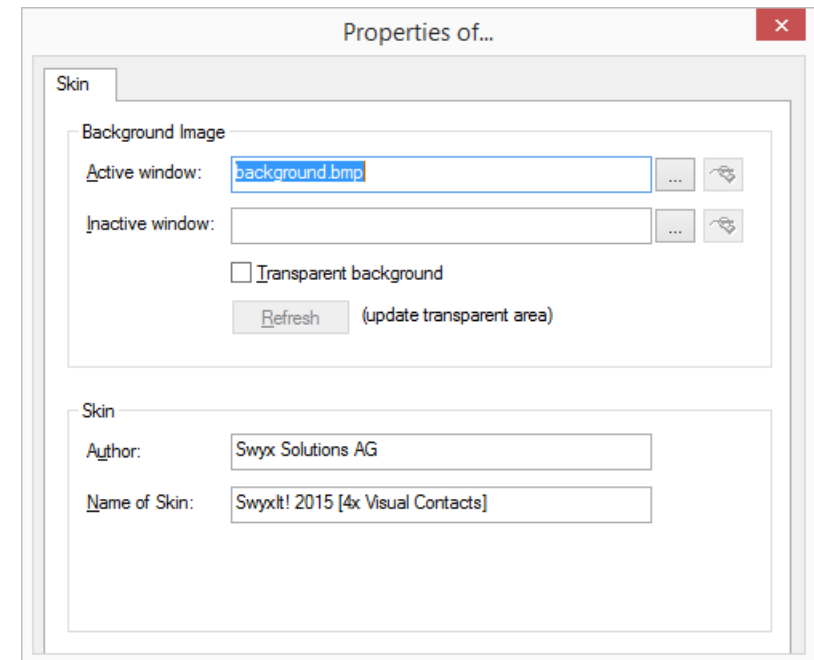 Properties of...
Skin
Background Image
Active window: background.bmp ...
Inactive window: ...
Transparent background
Refresh (update transparent area)
Skin
Author: Swyx Solutions AG
Name of Skin: SwyxIt! 2015 [4x Visual Contacts]